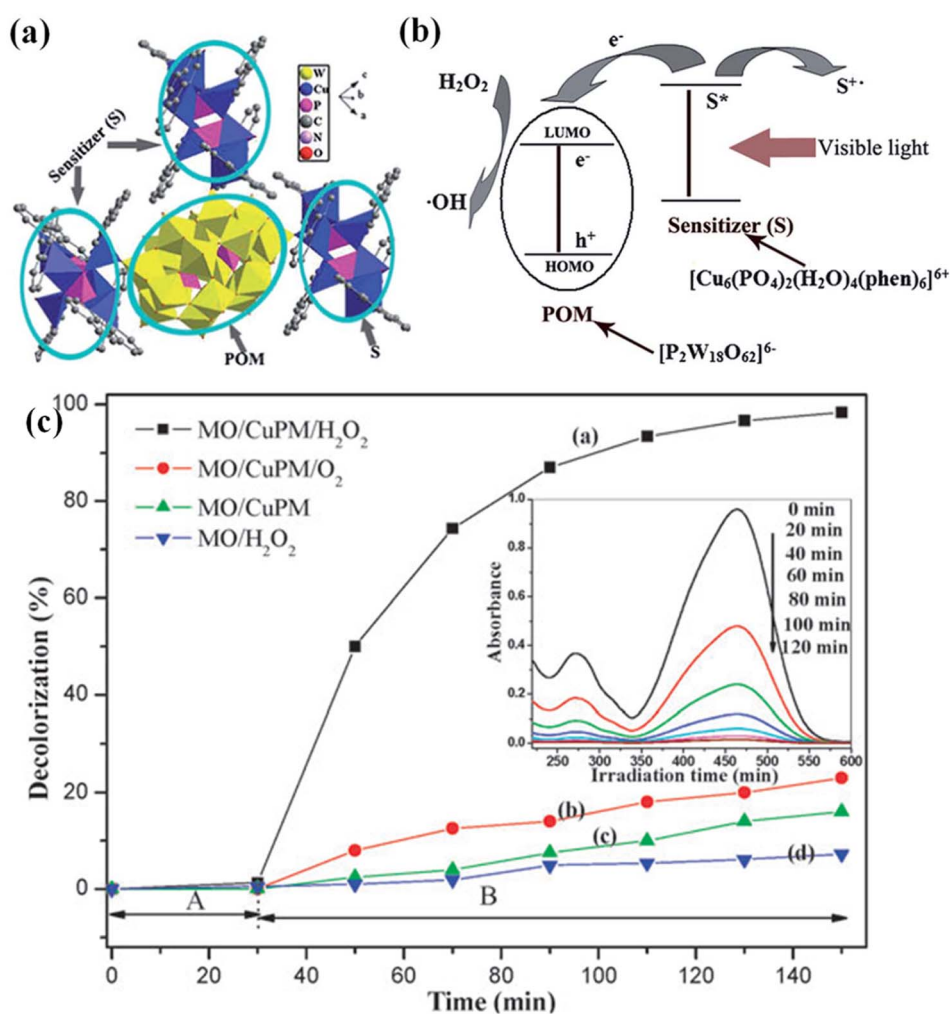 (a)
Sensitizer (S)
W
Cu
P
C
N
O
c
b
a
POM
S
(b)
e-
H2O2
S*
S+·
LUMO
e-
Visible light
·OH
h+
HOMO
Sensitizer (S)
[Cu6(PO4)2(H2O)4(phen)6]6+
POM
[P2W18O62]6-
(c)
100
80
60
40
20
0
Decolorization (%)
MO/CuPM/H2O2
MO/CuPM/O2
MO/CuPM
MO/H2O2
(a)
(b)
(c)
(d)
1.0
0.8
0.6
0.4
0.2
0.0
Absorbance
0 min
20 min
40 min
60 min
80 min
100 min
120 min
250 300 350 400 450 500 550 600
Irradiation time (min)
A
B
0 20 40 60 80 100 120 140
Time (min)